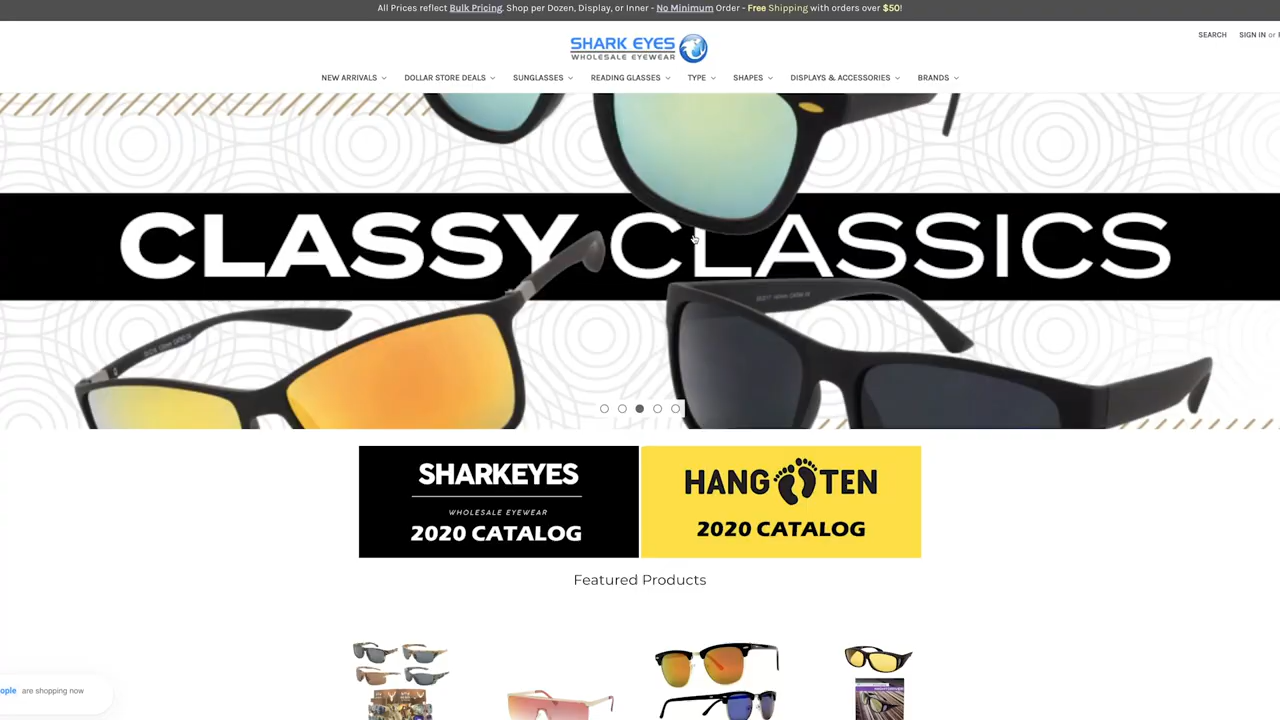 All Prices reflect Bulk Pricing. Shop per Dozen, Display, or Inner - No Minimum Order - Free Shipping with orders over $50!
SHARK EYES
WHOLESALE EYEWEAR
SEARCH SIGN IN or
NEW ARRIVALS DOLLAR STORE DEALS SUNGLASSES READING GLASSES TYPE SHAPES DISPLAYS & ACCESSORIES BRANDS
CLASSY CLASSICS
SHARKEYES
WHOLESALE EYEWEAR
2020 CATALOG
HANG TEN
2020 CATALOG
Featured Products
ople are shopping now